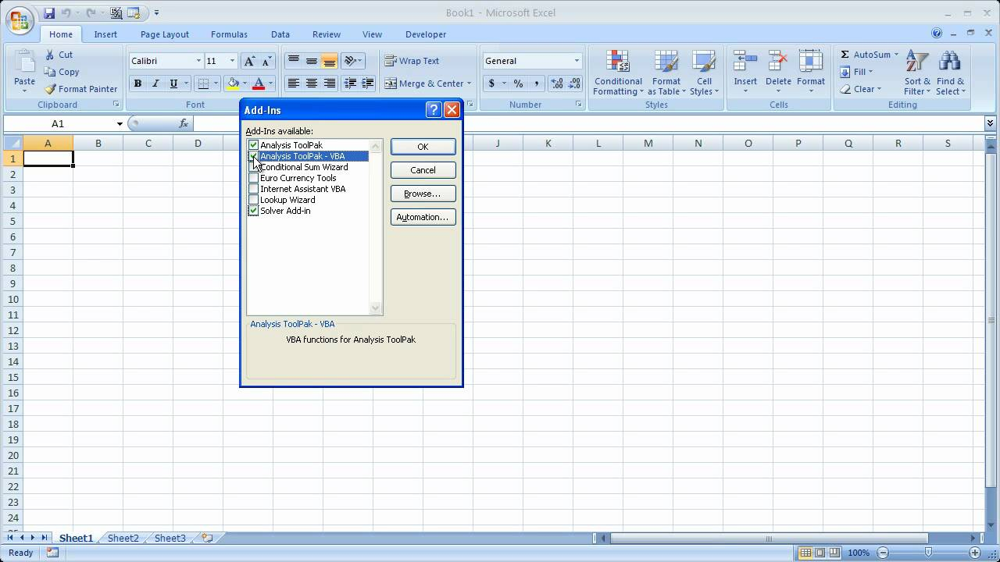 Book1 - Microsoft Excel
Home Insert Page Layout Formulas Data Review View Developer
Cut
Copy
Format Painter
Paste
Clipboard
Calibri 11 A A
B I U A
Font
Wrap Text
Merge & Center
General
$ % ,
Number
Conditional Formatting
Format as Table
Cell Styles
Styles
Insert Delete Format
Cells
Σ AutoSum
Fill
Clear
Sort & Filter
Find & Select
Editing
A1 fx
A B C D J K L M N O P Q R S
1
2
3
4
5
6
7
8
9
10
11
12
13
14
15
16
17
18
19
20
21
22
23
24
Add-Ins
Add-Ins available:
Analysis ToolPak
Analysis ToolPak - VBA
Conditional Sum Wizard
Euro Currency Tools
Internet Assistant VBA
Lookup Wizard
Solver Add-in
OK
Cancel
Browse...
Automation...
Analysis ToolPak - VBA
VBA functions for Analysis ToolPak
Sheet1 Sheet2 Sheet3
Ready 100%